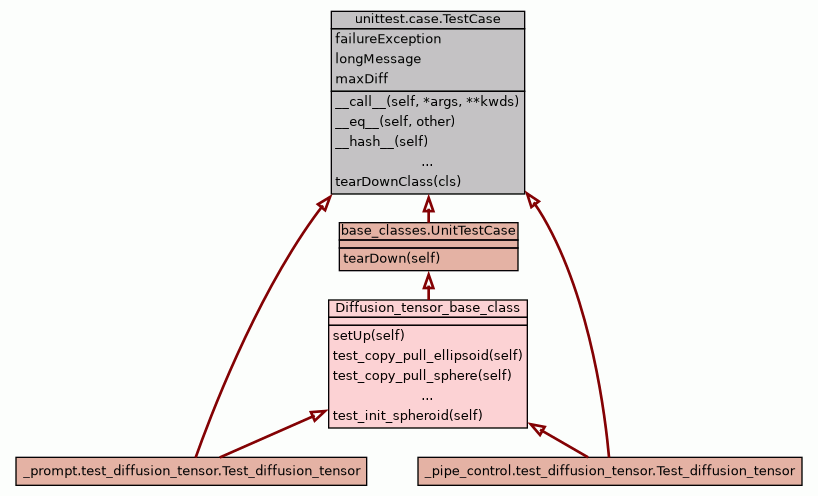 unittest.case.TestCase
failureException
longMessage
maxDiff
__call__(self, *args, **kwds)
__eq__(self, other)
__hash__(self)
...
tearDownClass(cls)
base_classes.UnitTestCase
tearDown(self)
Diffusion_tensor_base_class
setUp(self)
test_copy_pull_ellipsoid(self)
test_copy_pull_sphere(self)
...
test_init_spheroid(self)
_prompt.test_diffusion_tensor.Test_diffusion_tensor
_pipe_control.test_diffusion_tensor.Test_diffusion_tensor